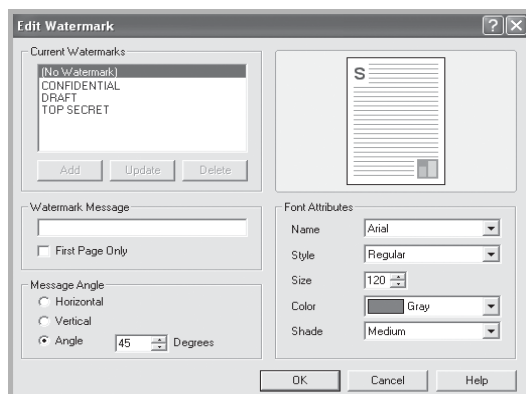 Edit Watermark
Current Watermarks
(No Watermark)
CONFIDENTIAL
DRAFT
TOP SECRET
Add Update Delete
S
Watermark Message
First Page Only
Message Angle
Horizontal
Vertical
Angle 45 Degrees
Font Attributes
Name Arial
Style Regular
Size 120
Color Gray
Shade Medium
OK Cancel Help